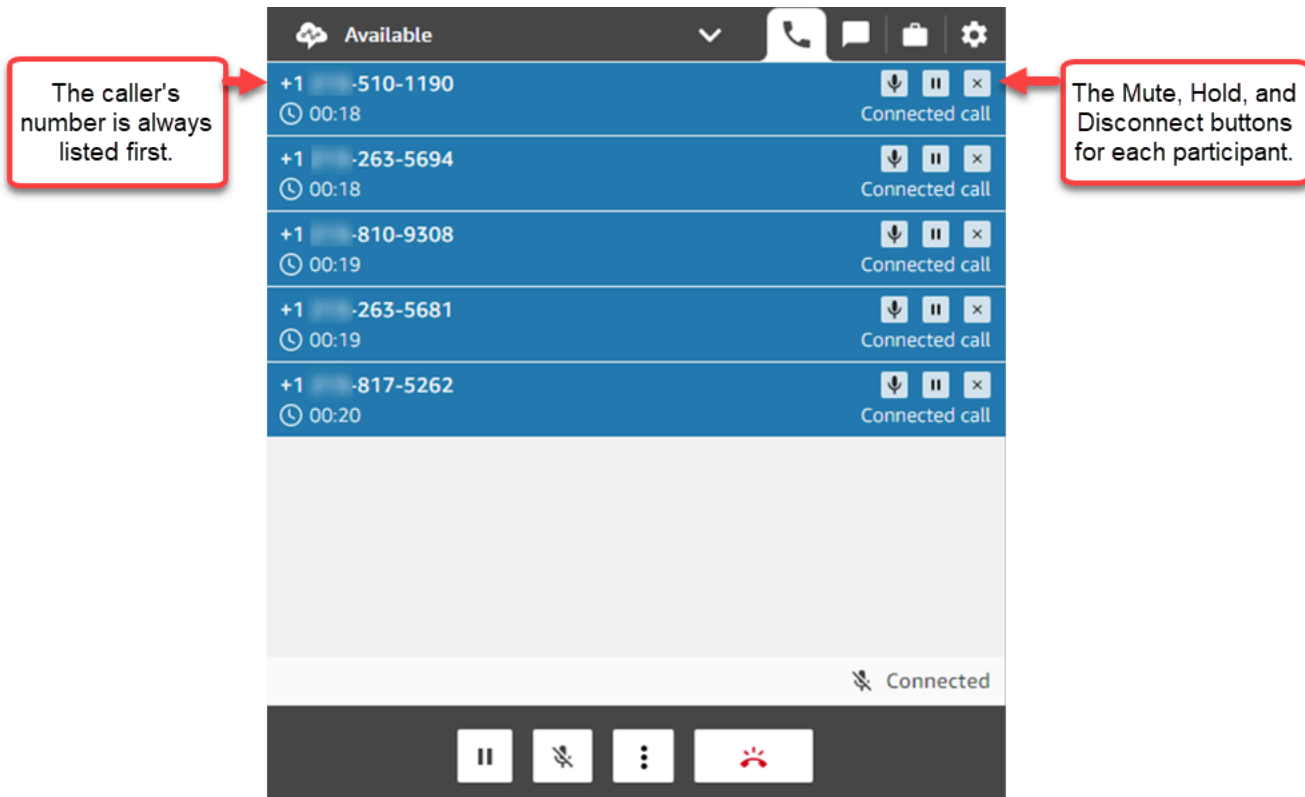 Available
The caller's
number is always
listed first.
+1 -510-1190
00:18
Connected call
The Mute, Hold, and
Disconnect buttons
for each participant.
+1 -263-5694
00:18
Connected call
+1 -810-9308
00:19
Connected call
+1 -263-5681
00:19
Connected call
+1 -817-5262
00:20
Connected call
Connected